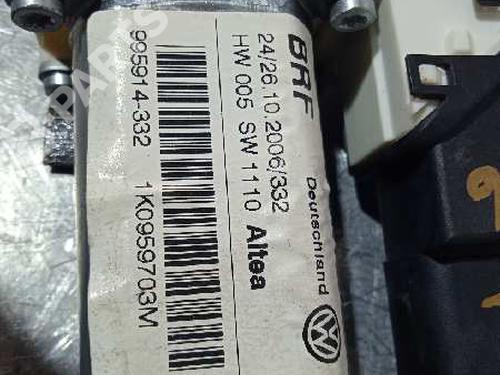 BRF
Deutschland
24/26.10.2006/332
HW 005 SW 1110 Altea
995914-332 1K0959703M